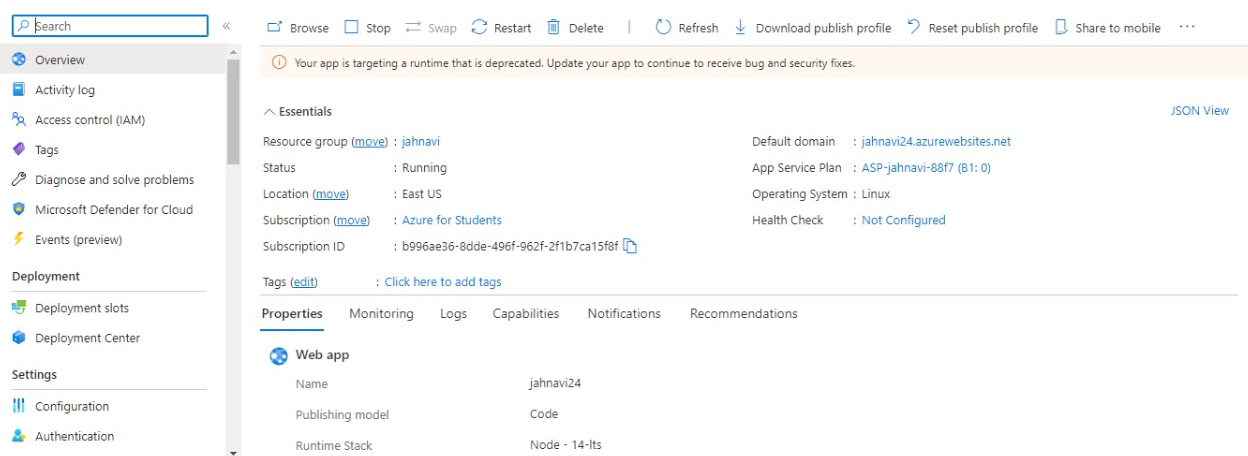 Search «
Browse Stop Swap Restart Delete | Refresh Download publish profile Reset publish profile Share to mobile ...
Overview
Your app is targeting a runtime that is deprecated. Update your app to continue to receive bug and security fixes.
Activity log
Access control (IAM)
Tags
Diagnose and solve problems
Microsoft Defender for Cloud
Events (preview)
Deployment
Deployment slots
Deployment Center
Settings
Configuration
Authentication
Essentials JSON View
Resource group (move) : jahnavi
Status : Running
Location (move) : East US
Subscription (move) : Azure for Students
Subscription ID : b996ae36-8dde-496f-962f-2f1b7ca15f8f
Default domain : jahnavi24.azurewebsites.net
App Service Plan : ASP-jahnavi-88f7 (B1: 0)
Operating System : Linux
Health Check : Not Configured
Tags (edit) : Click here to add tags
Properties Monitoring Logs Capabilities Notifications Recommendations
Web app
Name jahnavi24
Publishing model Code
Runtime Stack Node - 14-lts